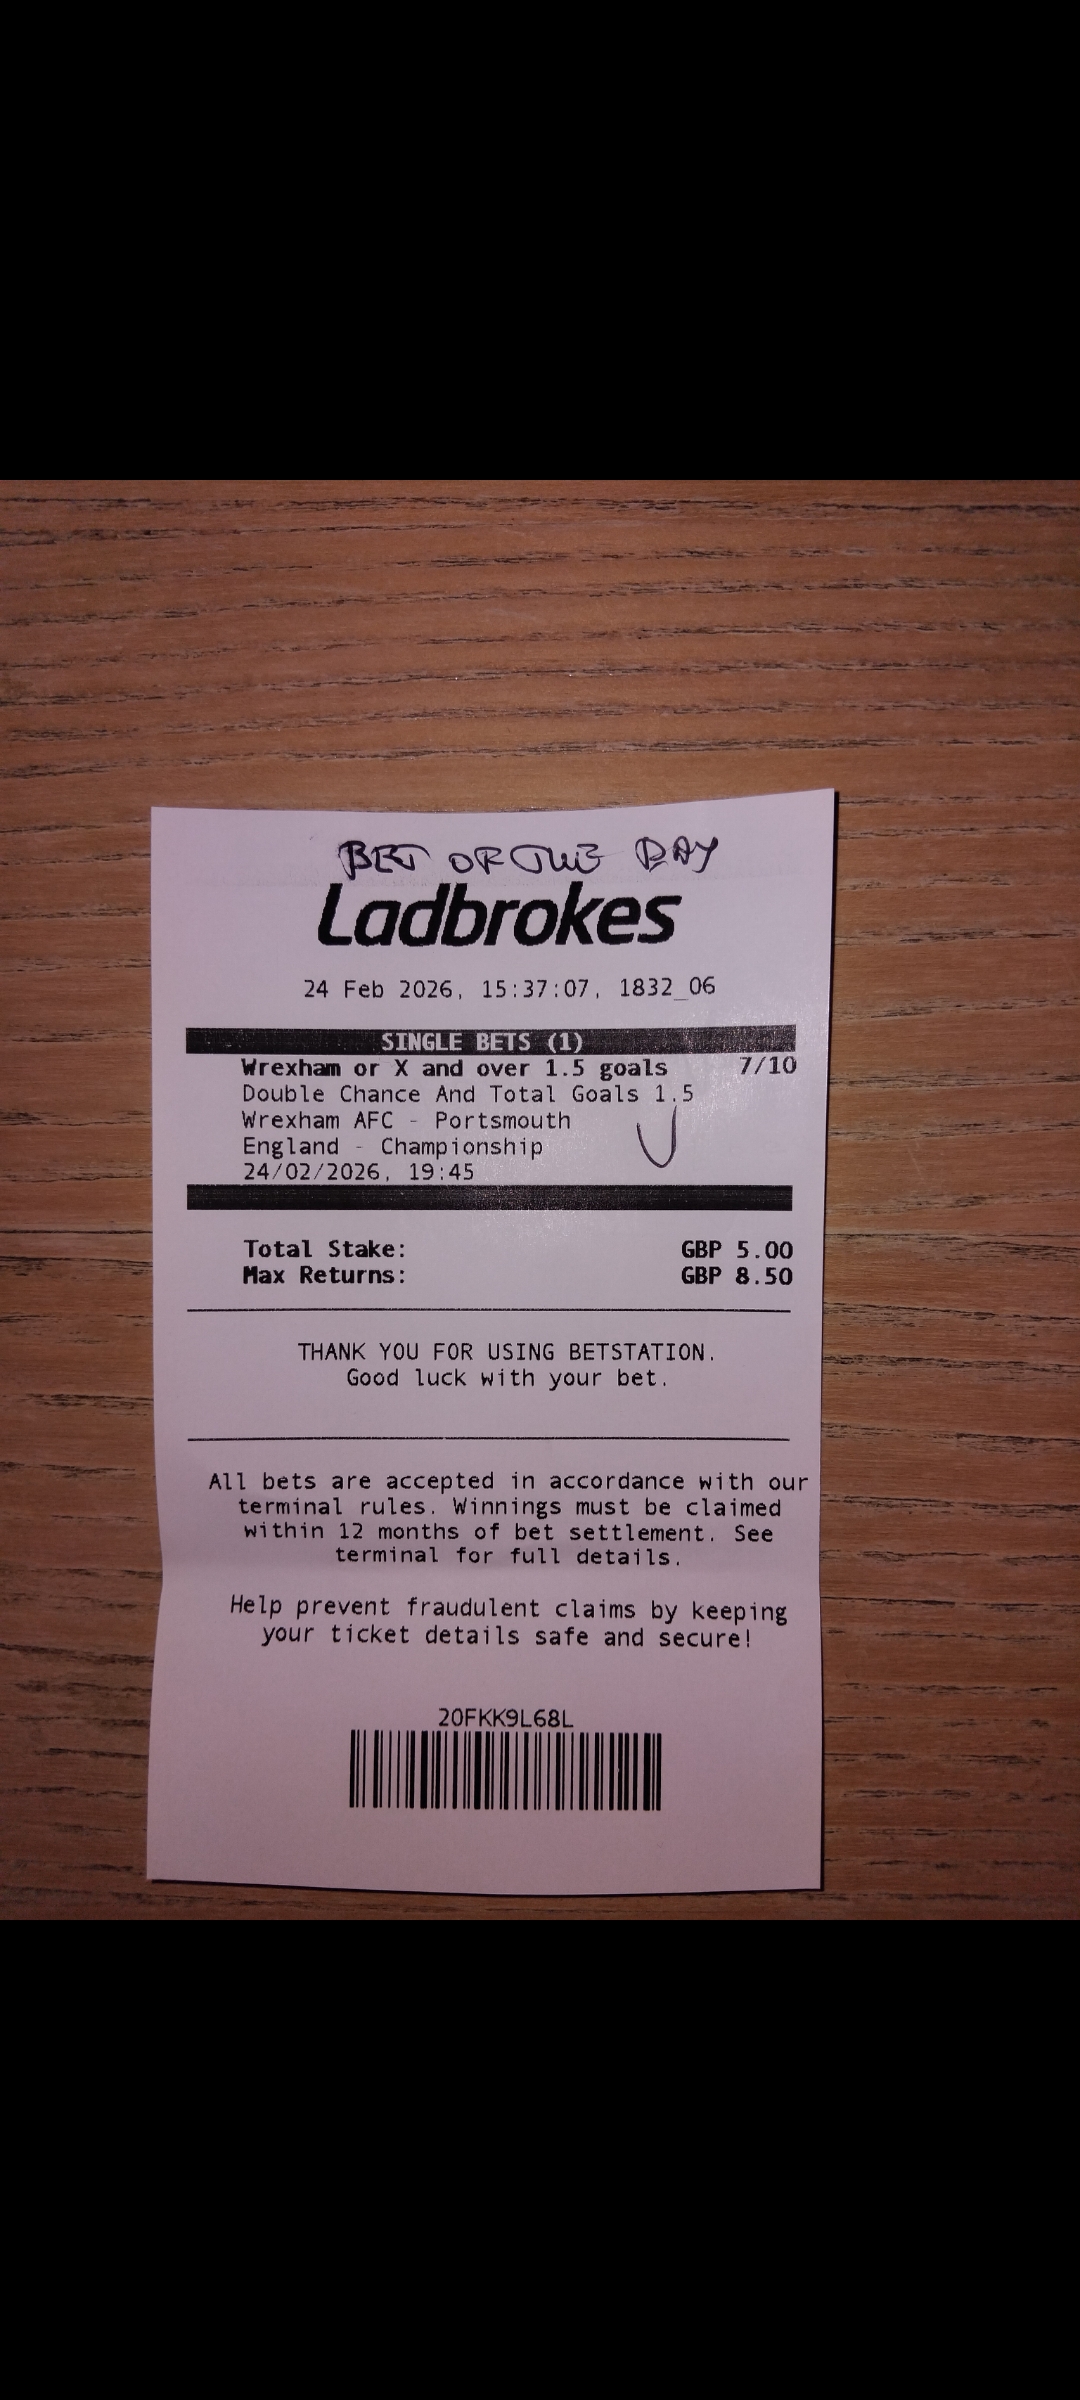 BET OF THE DAY
Ladbrokes
24 Feb 2026, 15:37:07, 1832_06
SINGLE BETS (1)
Wrexham or X and over 1.5 goals 7/10
Double Chance And Total Goals 1.5
Wrexham AFC - Portsmouth
England - Championship
24/02/2026, 19:45
Total Stake: GBP 5.00
Max Returns: GBP 8.50
THANK YOU FOR USING BETSTATION.
Good luck with your bet.
All bets are accepted in accordance with our
terminal rules. Winnings must be claimed
within 12 months of bet settlement. See
terminal for full details.
Help prevent fraudulent claims by keeping
your ticket details safe and secure!
20FKK9L68L